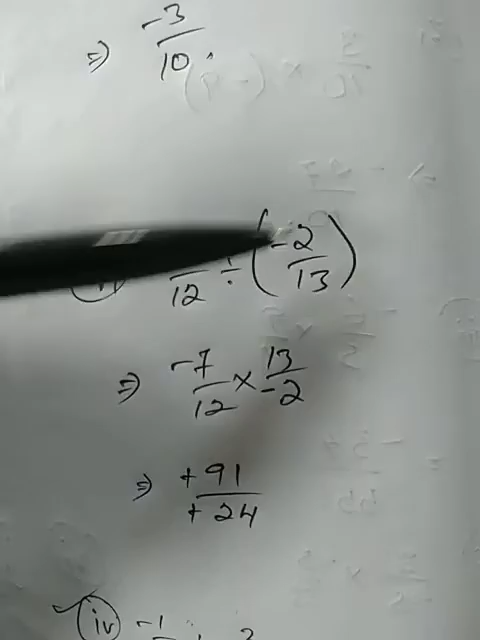 ⇒ -3/10.
/12 ÷ (-2/13)
⇒ -7/12 × 13/-2
⇒ +91/+24
(iv) -1